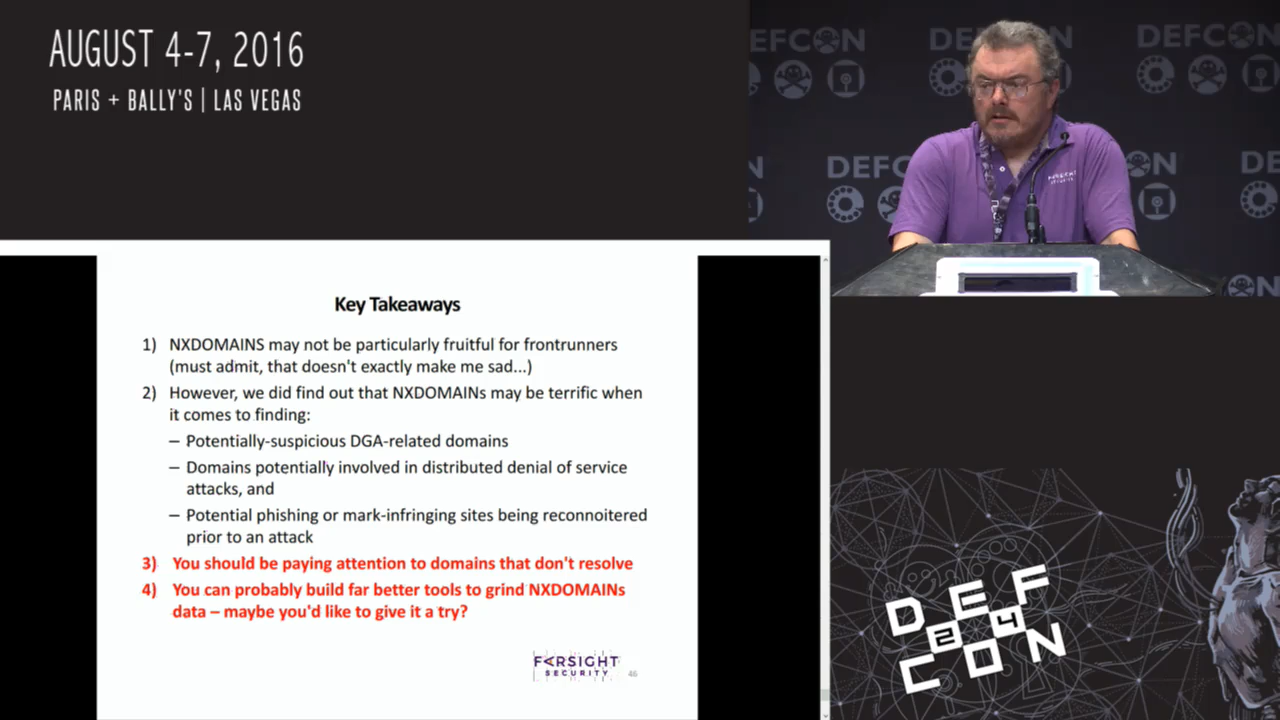 AUGUST 4-7, 2016
PARIS + BALLY'S | LAS VEGAS
DEFCON
DEFCON
DEFCON
DEFCON
Key Takeaways
1) NXDOMAINS may not be particularly fruitful for frontrunners
(must admit, that doesn't exactly make me sad...)
2) However, we did find out that NXDOMAINs may be terrific when
it comes to finding:
– Potentially-suspicious DGA-related domains
– Domains potentially involved in distributed denial of service
attacks, and
– Potential phishing or mark-infringing sites being reconnoitered
prior to an attack
3) You should be paying attention to domains that don't resolve
4) You can probably build far better tools to grind NXDOMAINs
data – maybe you'd like to give it a try?
FARSIGHT
SECURITY
46
DEF
24
CON